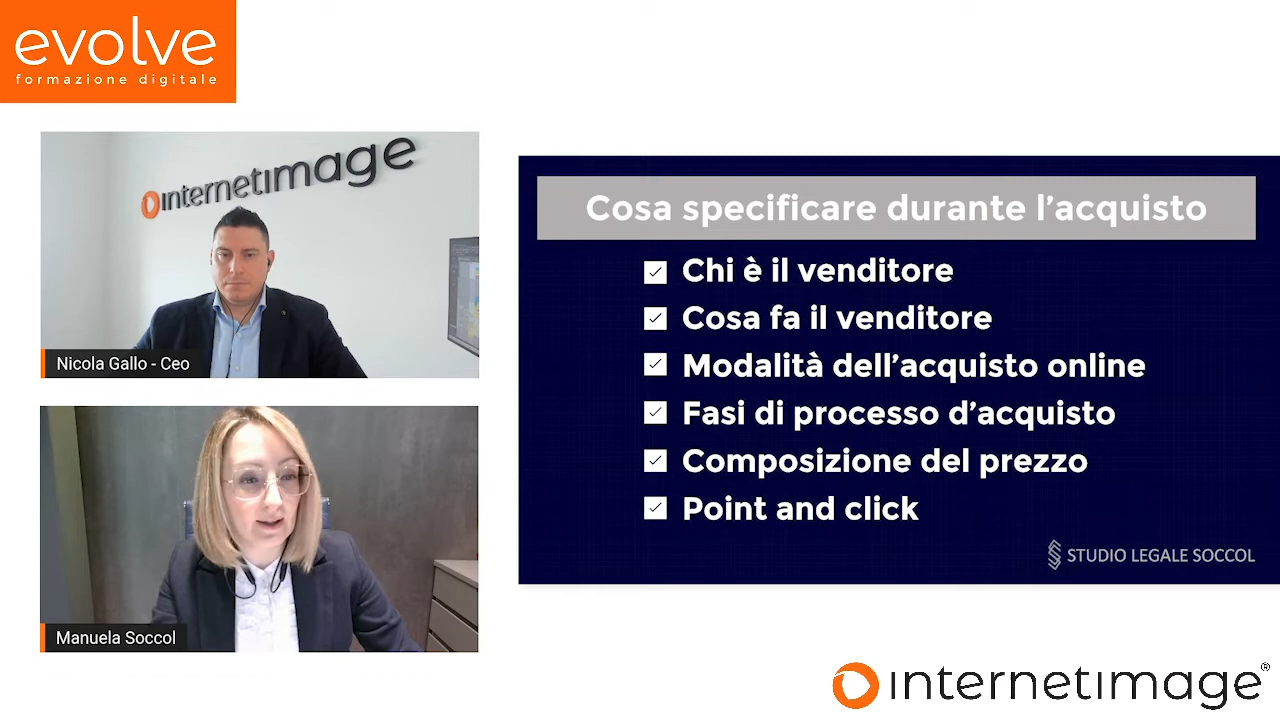 evolve
formazione digitale
internetimage
Nicola Gallo - Ceo
Manuela Soccol
Cosa specificare durante l'acquisto
Chi è il venditore
Cosa fa il venditore
Modalità dell'acquisto online
Fasi di processo d'acquisto
Composizione del prezzo
Point and click
STUDIO LEGALE SOCCOL
internetimage®